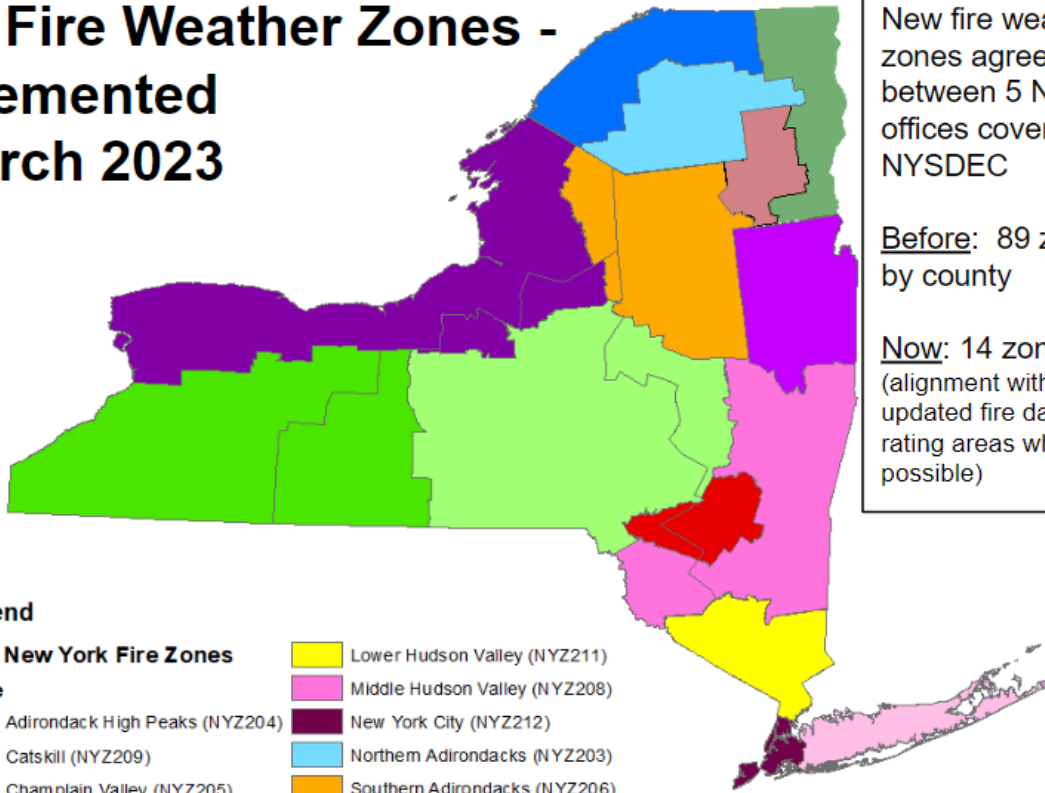 Fire Weather Zones -
emented
rch 2023
New fire wea
zones agree
between 5 N
offices cover
NYSDEC
Before: 89 z
by county
Now: 14 zon
(alignment with
updated fire da
rating areas wh
possible)
end
New York Fire Zones
e
Adirondack High Peaks (NYZ204)
Catskill (NYZ209)
Champlain Valley (NYZ205)
Lower Hudson Valley (NYZ211)
Middle Hudson Valley (NYZ208)
New York City (NYZ212)
Northern Adirondacks (NYZ203)
Southern Adirondacks (NYZ206)